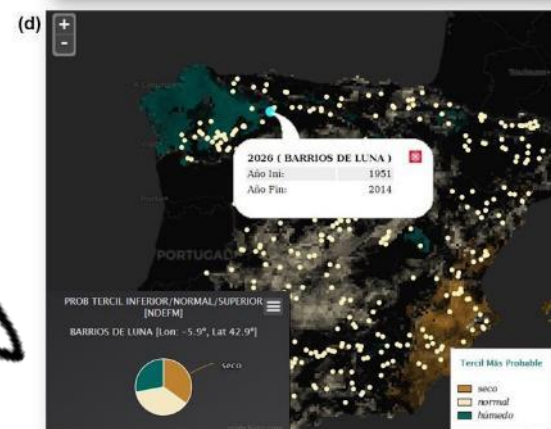 (d)
+
-
2026 ( BARRIOS DE LUNA )
Año Ini: 1951
Año Fin: 2014
PORTUGAL
PROB TERCIL INFERIOR/NORMAL/SUPERIOR
[NDEFM]
BARRIOS DE LUNA [Lon: -5.9°, Lat 42.9°]
seco
Tercil Más Probable
seco
normal
húmedo